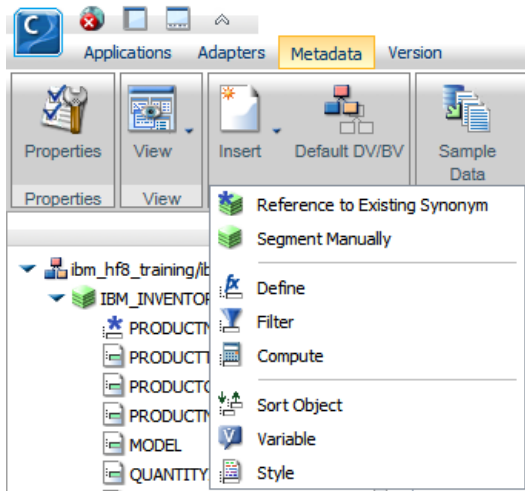 Applications Adapters Metadata Version
Properties View Insert Default DV/BV Sample Data
Properties View
Reference to Existing Synonym
Segment Manually
ibm_hf8_training/ib
Define
IBM_INVENTOR
Filter
PRODUCTN
PRODUCTT
Compute
PRODUCTC
PRODUCTN
Sort Object
MODEL
Variable
QUANTITY
Style